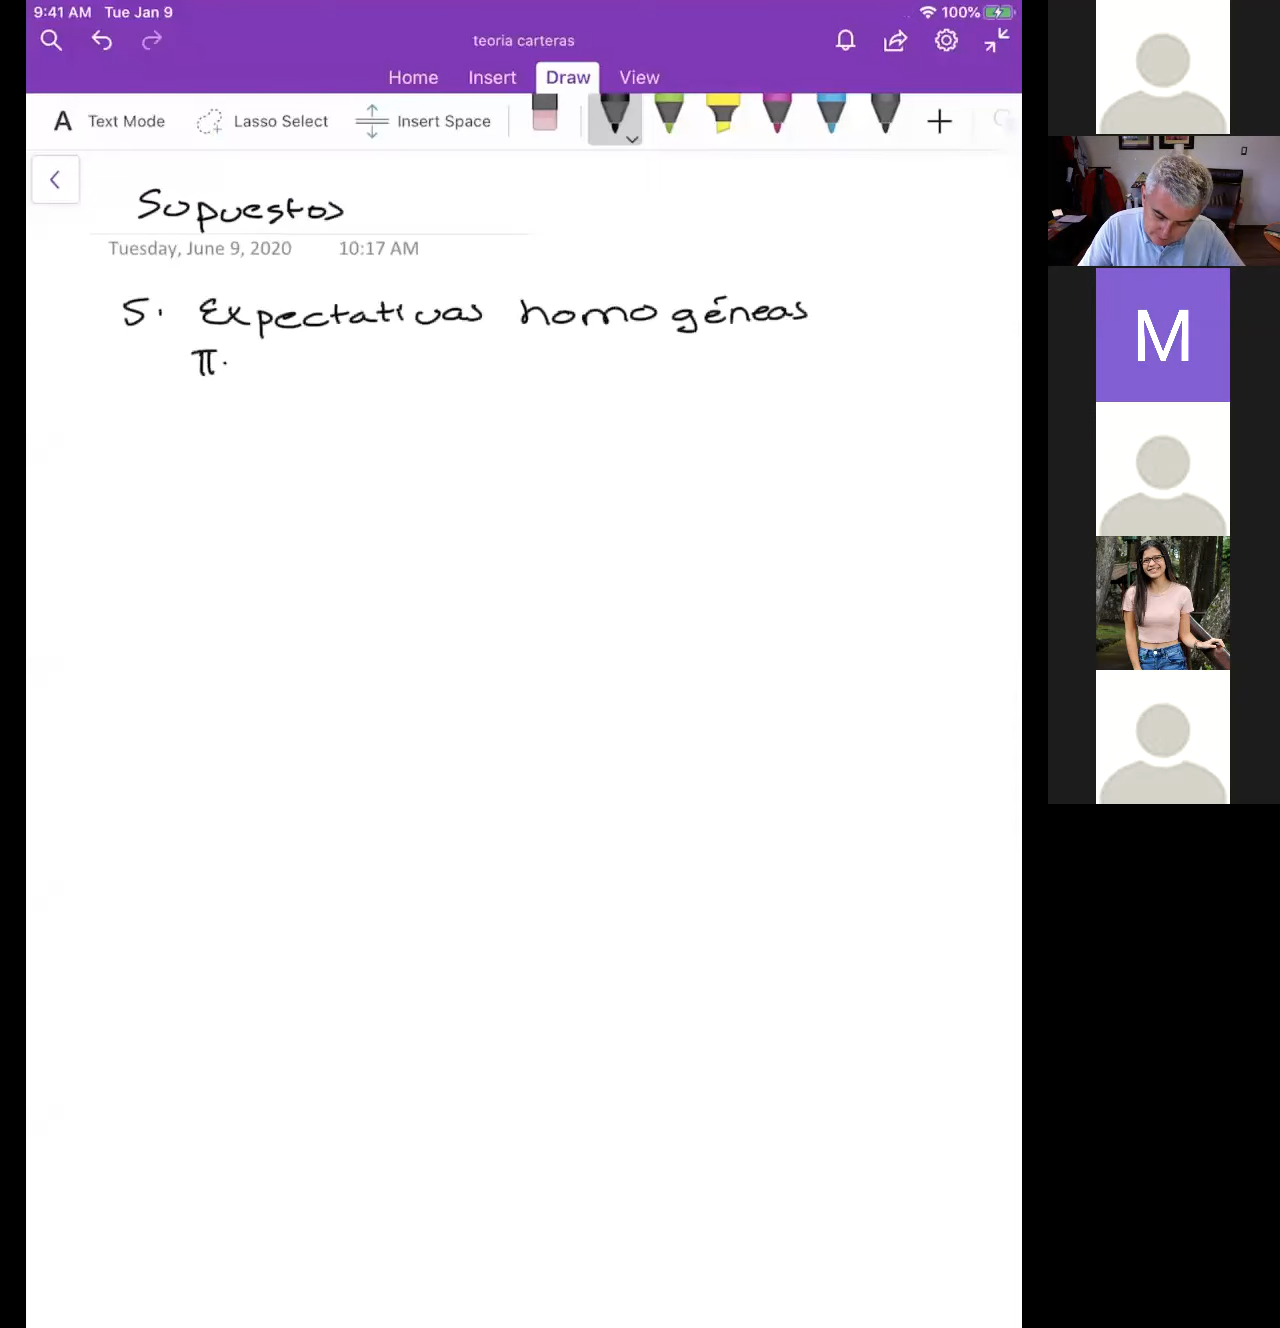 9:41 AM Tue Jan 9
100%
teoria carteras
Home Insert Draw View
A Text Mode Lasso Select Insert Space
Supuestos
Tuesday, June 9, 2020 10:17 AM
5. Expectativas homogéneas
π.
M